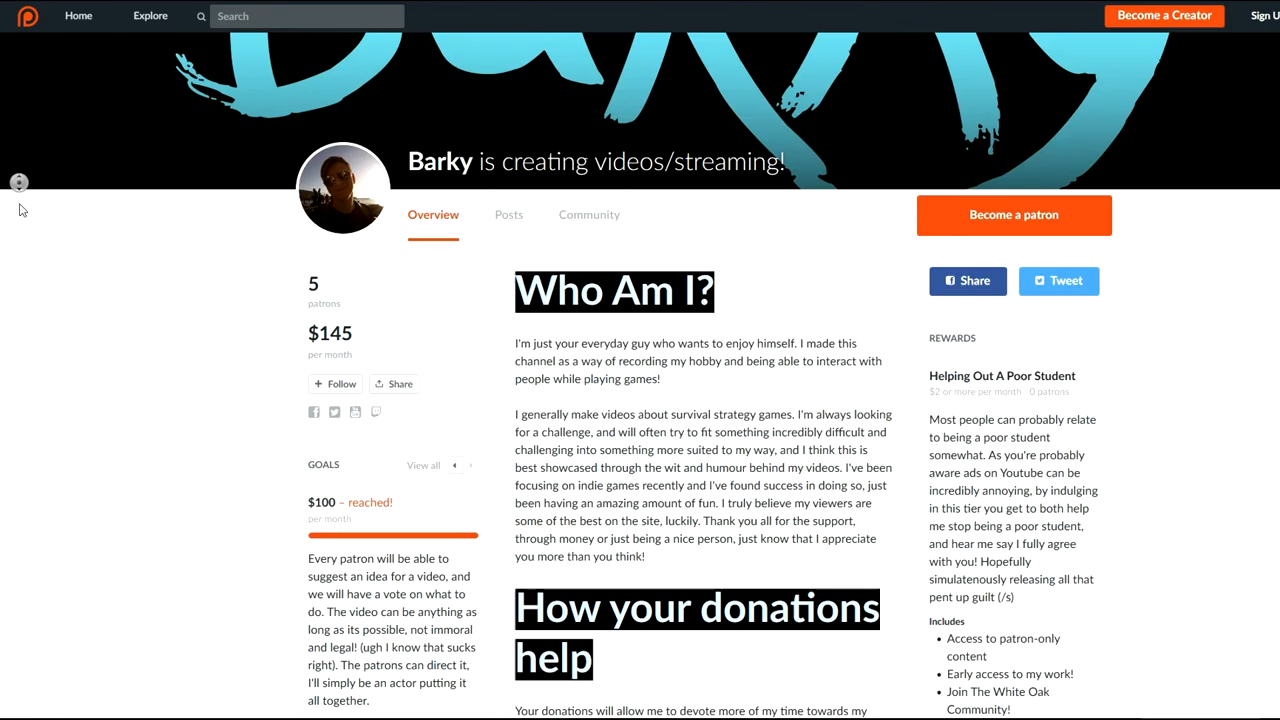 Home
Explore
Search
Become a Creator
Sign U
Barky
Barky is creating videos/streaming!
Overview
Posts
Community
Become a patron
5
patrons
$145
per month
+ Follow
Share
GOALS
View all
$100 – reached!
per month
Every patron will be able to
suggest an idea for a video, and
we will have a vote on what to
do. The video can be anything as
long as its possible, not immoral
and legal! (ugh I know that sucks
right). The patrons can direct it,
I'll simply be an actor putting it
all together.
Who Am I?
I'm just your everyday guy who wants to enjoy himself. I made this
channel as a way of recording my hobby and being able to interact with
people while playing games!
I generally make videos about survival strategy games. I'm always looking
for a challenge, and will often try to fit something incredibly difficult and
challenging into something more suited to my way, and I think this is
best showcased through the wit and humour behind my videos. I've been
focusing on indie games recently and I've found success in doing so, just
been having an amazing amount of fun. I truly believe my viewers are
some of the best on the site, luckily. Thank you all for the support,
through money or just being a nice person, just know that I appreciate
you more than you think!
How your donations
help
Your donations will allow me to devote more of my time towards my
Share
Tweet
REWARDS
Helping Out A Poor Student
$2 or more per month 0 patrons
Most people can probably relate
to being a poor student
somewhat. As you're probably
aware ads on Youtube can be
incredibly annoying, by indulging
in this tier you get to both help
me stop being a poor student,
and hear me say I fully agree
with you! Hopefully
simulatenously releasing all that
pent up guilt (/s)
Includes
• Access to patron-only
content
• Early access to my work!
• Join The White Oak
Community!